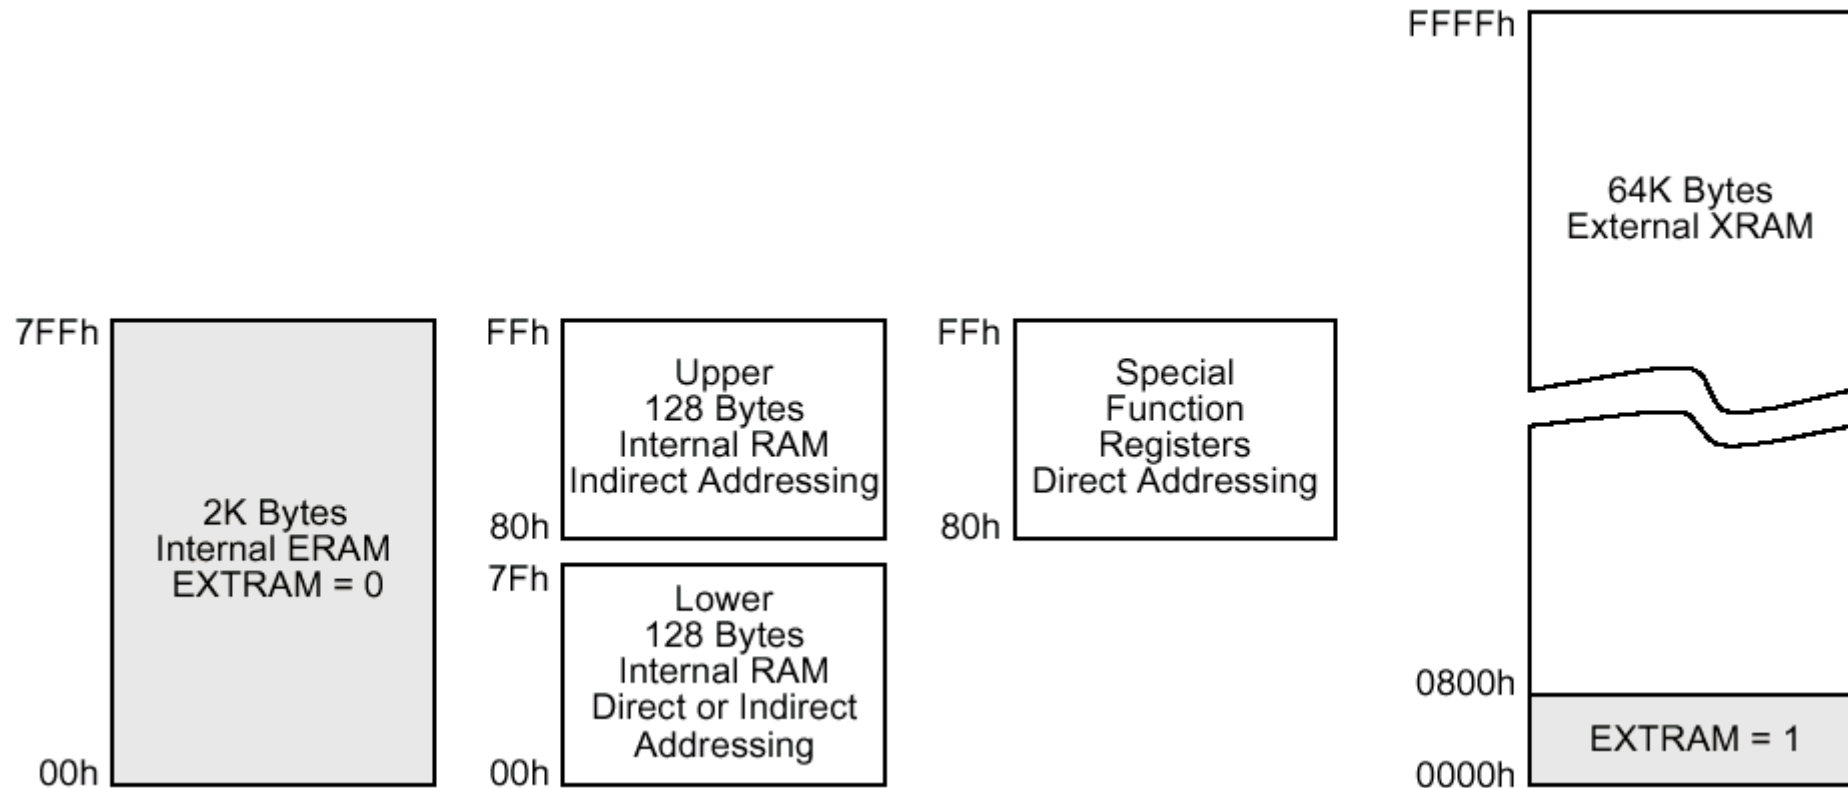 FFFFh
64K Bytes
External XRAM
0800h
EXTRAM = 1
0000h
7FFh
2K Bytes
Internal ERAM
EXTRAM = 0
00h
FFh
Upper
128 Bytes
Internal RAM
Indirect Addressing
80h
7Fh
Lower
128 Bytes
Internal RAM
Direct or Indirect
Addressing
00h
FFh
Special
Function
Registers
Direct Addressing
80h